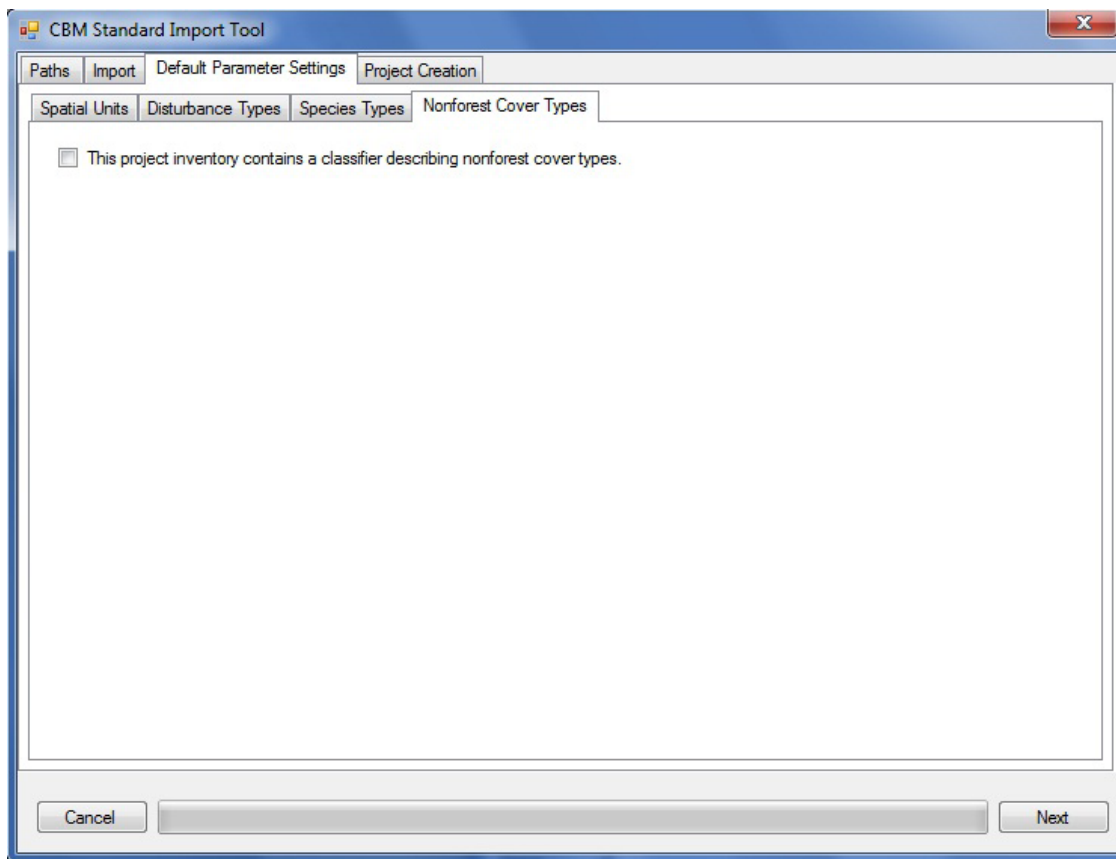 CBM Standard Import Tool
Paths Import Default Parameter Settings Project Creation
Spatial Units Disturbance Types Species Types Nonforest Cover Types
This project inventory contains a classifier describing nonforest cover types.
Cancel Next